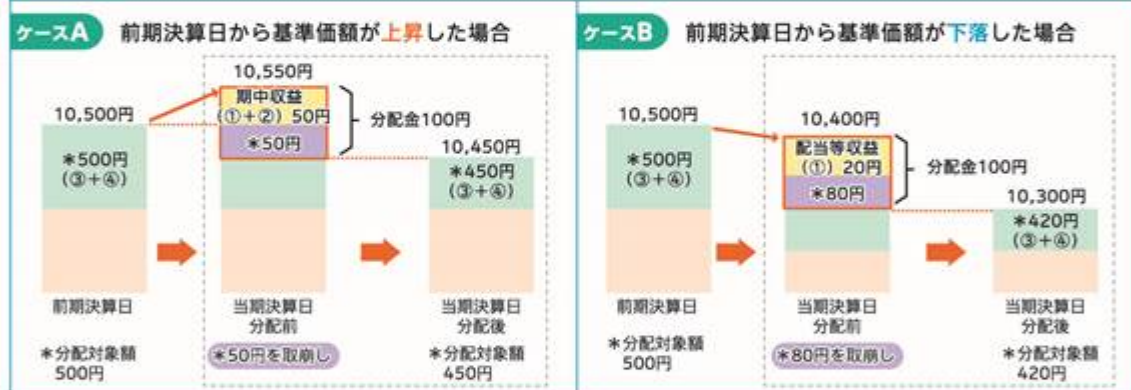 ケースA 前期決算日から基準価額が上昇した場合
10,550円
10,500円
期中収益
(①+②) 50円
*50円
分配金100円
*500円
(③+④)
10,450円
*450円
(③+④)
前期決算日
当期決算日
分配前
当期決算日
分配後
*分配対象額
500円
*50円を取崩し
*分配対象額
450円
ケースB 前期決算日から基準価額が下落した場合
10,500円
10,400円
配当等収益
(①) 20円
*80円
分配金100円
*500円
(③+④)
10,300円
*420円
(③+④)
前期決算日
当期決算日
分配前
当期決算日
分配後
*分配対象額
500円
*80円を取崩し
*分配対象額
420円